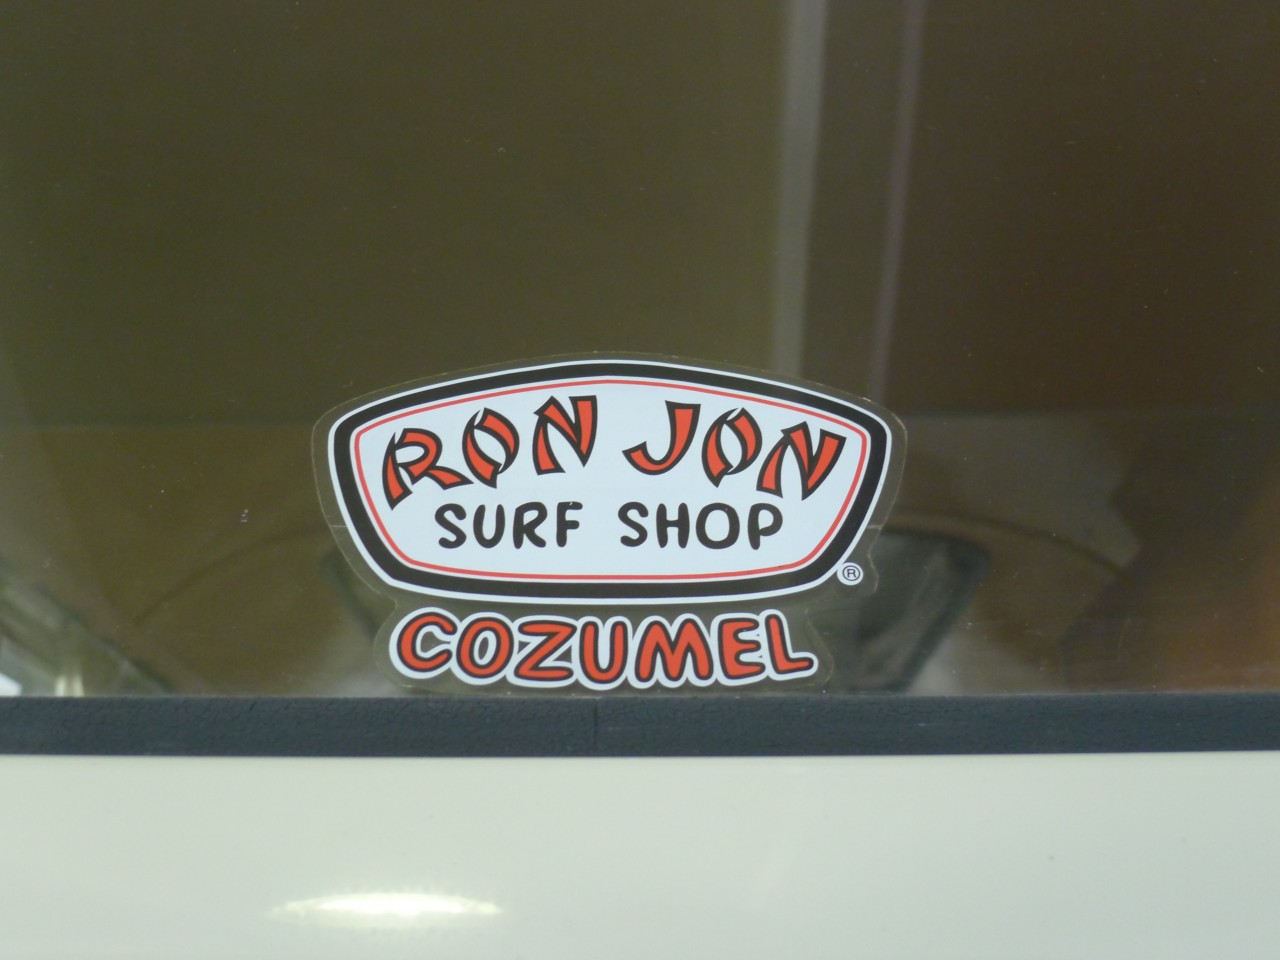 RON JON
SURF SHOP
®
COZUMEL